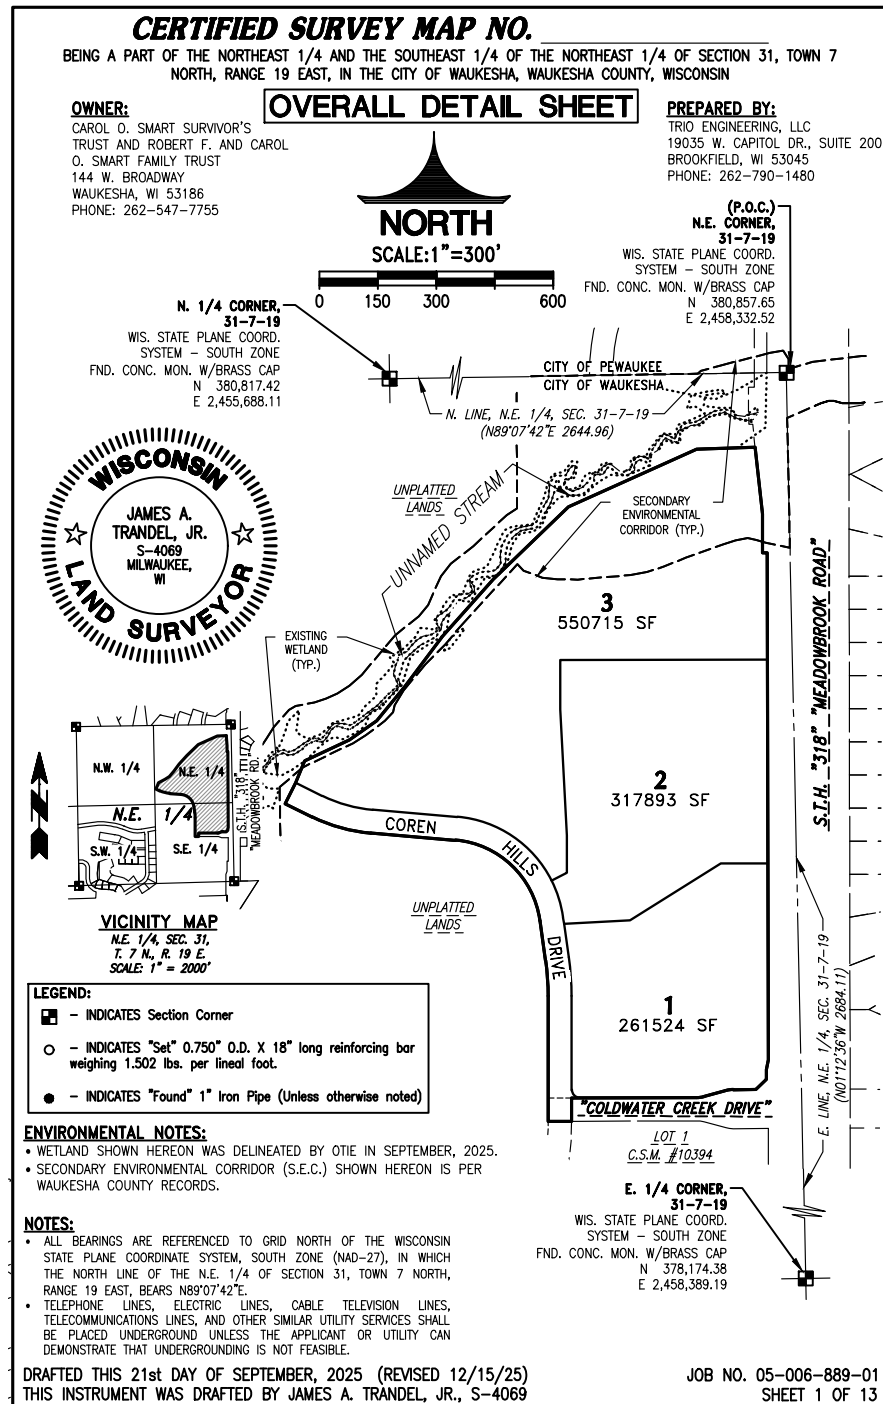 CERTIFIED SURVEY MAP NO.
BEING A PART OF THE NORTHEAST 1/4 AND THE SOUTHEAST 1/4 OF THE NORTHEAST 1/4 OF SECTION 31, TOWN 7
NORTH, RANGE 19 EAST, IN THE CITY OF WAUKESHA, WAUKESHA COUNTY, WISCONSIN
OVERALL DETAIL SHEET
OWNER:
CAROL O. SMART SURVIVOR'S
TRUST AND ROBERT F. AND CAROL
O. SMART FAMILY TRUST
144 W. BROADWAY
WAUKESHA, WI 53186
PHONE: 262-547-7755
PREPARED BY:
TRIO ENGINEERING, LLC
19035 W. CAPITOL DR., SUITE 200
BROOKFIELD, WI 53045
PHONE: 262-790-1480
NORTH
SCALE:1"=300'
0 150 300 600
(P.O.C.)
N.E. CORNER,
31-7-19
WIS. STATE PLANE COORD.
SYSTEM - SOUTH ZONE
FND. CONC. MON. W/BRASS CAP
N 380,857.65
E 2,458,332.52
N. 1/4 CORNER,
31-7-19
WIS. STATE PLANE COORD.
SYSTEM - SOUTH ZONE
FND. CONC. MON. W/BRASS CAP
N 380,817.42
E 2,455,688.11
CITY OF PEWAUKEE
CITY OF WAUKESHA
N. LINE, N.E. 1/4, SEC. 31-7-19
(N89°07'42"E 2644.96)
WISCONSIN
JAMES A.
TRANDEL, JR.
S-4069
MILWAUKEE,
WI
LAND SURVEYOR
UNPLATTED
LANDS
UNNAMED STREAM
SECONDARY
ENVIRONMENTAL
CORRIDOR (TYP.)
EXISTING
WETLAND
(TYP.)
3
550715 SF
S.T.H. "318" "MEADOWBROOK ROAD"
2
317893 SF
COREN
HILLS
DRIVE
UNPLATTED
LANDS
1
261524 SF
"COLDWATER CREEK DRIVE"
LOT 1
C.S.M. #10394
E. LINE, N.E. 1/4, SEC. 31-7-19
(N01°12'36"W 2684.11)
N.W. 1/4
N.E. 1/4
N.E. 1/4
S.W. 1/4
S.E. 1/4
S.T.H. "318"
"MEADOWBROOK RD."
N
VICINITY MAP
N.E. 1/4, SEC. 31,
T. 7 N., R. 19 E.
SCALE: 1" = 2000'
LEGEND:
- INDICATES Section Corner
- INDICATES "Set" 0.750" O.D. X 18" long reinforcing bar
weighing 1.502 lbs. per lineal foot.
- INDICATES "Found" 1" Iron Pipe (Unless otherwise noted)
ENVIRONMENTAL NOTES:
• WETLAND SHOWN HEREON WAS DELINEATED BY OTIE IN SEPTEMBER, 2025.
• SECONDARY ENVIRONMENTAL CORRIDOR (S.E.C.) SHOWN HEREON IS PER
WAUKESHA COUNTY RECORDS.
E. 1/4 CORNER,
31-7-19
WIS. STATE PLANE COORD.
SYSTEM - SOUTH ZONE
FND. CONC. MON. W/BRASS CAP
N 378,174.38
E 2,458,389.19
NOTES:
• ALL BEARINGS ARE REFERENCED TO GRID NORTH OF THE WISCONSIN
STATE PLANE COORDINATE SYSTEM, SOUTH ZONE (NAD-27), IN WHICH
THE NORTH LINE OF THE N.E. 1/4 OF SECTION 31, TOWN 7 NORTH,
RANGE 19 EAST, BEARS N89°07'42"E.
• TELEPHONE LINES, ELECTRIC LINES, CABLE TELEVISION LINES,
TELECOMMUNICATIONS LINES, AND OTHER SIMILAR UTILITY SERVICES SHALL
BE PLACED UNDERGROUND UNLESS THE APPLICANT OR UTILITY CAN
DEMONSTRATE THAT UNDERGROUNDING IS NOT FEASIBLE.
DRAFTED THIS 21st DAY OF SEPTEMBER, 2025 (REVISED 12/15/25)
THIS INSTRUMENT WAS DRAFTED BY JAMES A. TRANDEL, JR., S-4069
JOB NO. 05-006-889-01
SHEET 1 OF 13